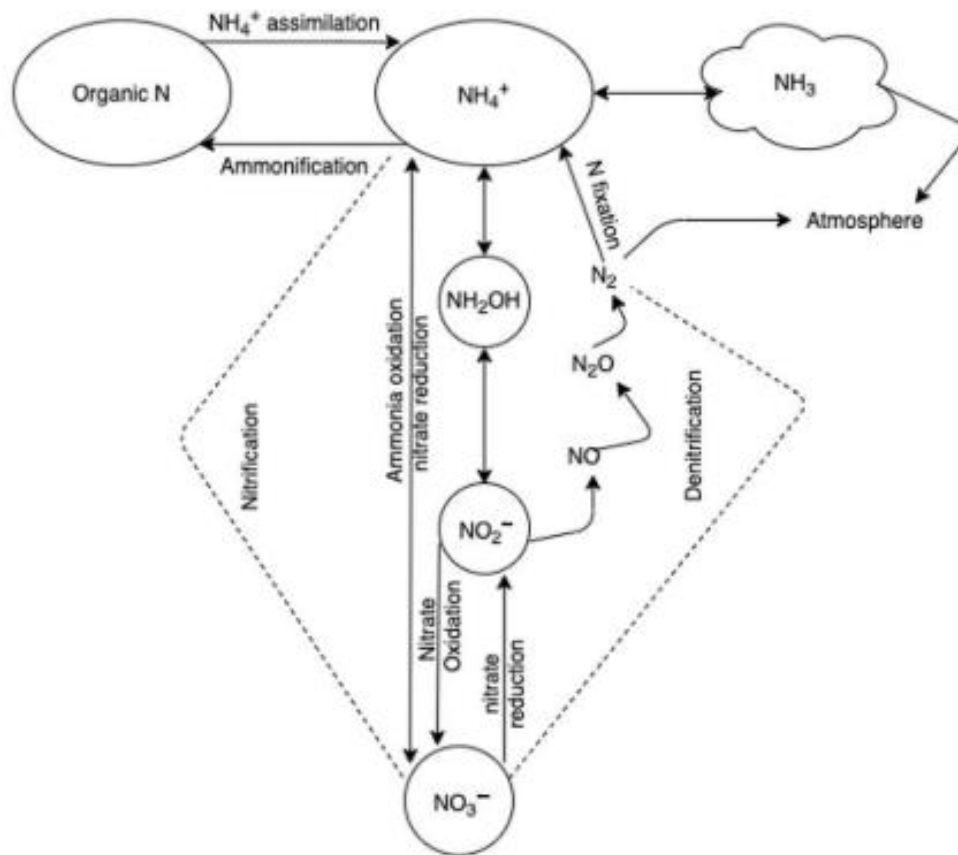 NH₄⁺ assimilation
Organic N
NH₄⁺
NH₃
Ammonification
N fixation
Atmosphere
N₂
NH₂OH
N₂O
Ammonia oxidation
nitrate reduction
Nitrification
Denitrification
NO
NO₂⁻
Nitrate
Oxidation
nitrate
reduction
NO₃⁻